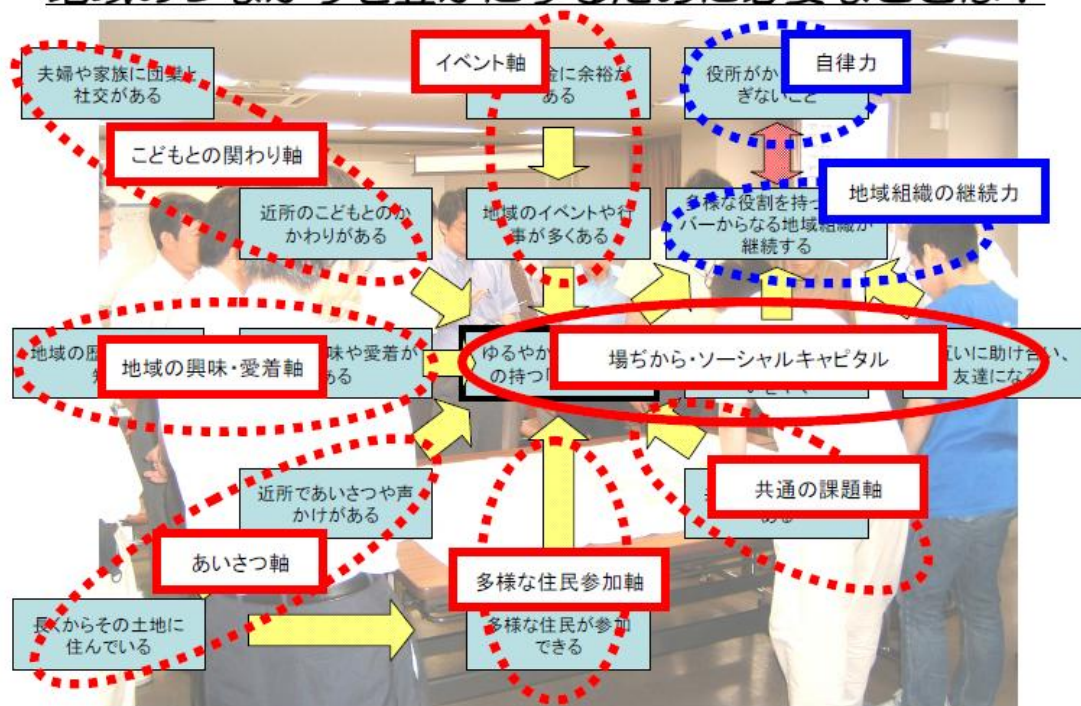 夫婦や家族に団欒と
社交がある
イベント軸
金に余裕が
ある
役所がか
ぎないこと
自律力
こどもとの関わり軸
近所のこどもとのか
かわりがある
地域のイベントや行
事が多くある
多様な役割を持っ
バーからなる地域組織が
継続する
地域組織の継続力
地域の歴
地域の興味・愛着軸
味や愛着が
ある
ゆるやか
の持つ
場ぢから・ソーシャルキャピタル
互いに助け合い、
友達になる
近所であいさつや声
かけがある
共通の課題軸
ある
あいさつ軸
多様な住民参加軸
長くからその土地に
住んでいる
多様な住民が参加
できる